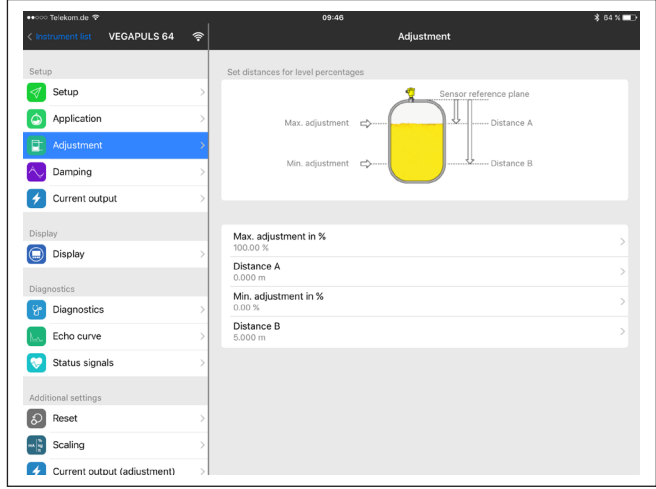 Telekom.de 09:46 64 %
Instrument list VEGAPULS 64 Adjustment
Setup
Setup
Application
Adjustment
Damping
Current output
Display
Display
Diagnostics
Diagnostics
Echo curve
Status signals
Additional settings
Reset
Scaling
Current output (adjustment)
Set distances for level percentages
Sensor reference plane
Max. adjustment Distance A
Min. adjustment Distance B
Max. adjustment in %
100.00 %
Distance A
0.000 m
Min. adjustment in %
0.00 %
Distance B
5.000 m